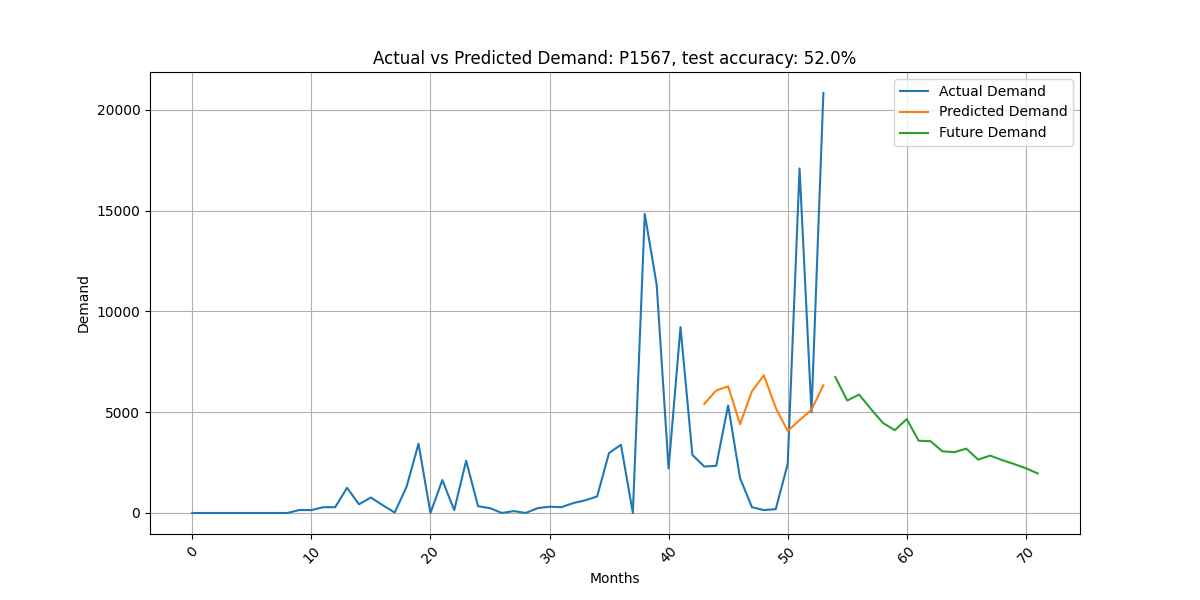 Actual vs Predicted Demand: P1567, test accuracy: 52.0%
Actual Demand
Predicted Demand
Future Demand
Demand
20000
15000
10000
5000
0
0 10 20 30 40 50 60 70
Months